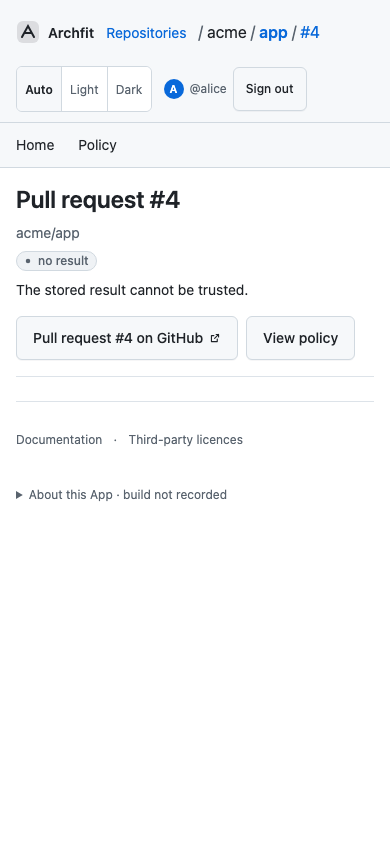 Archfit Repositories / acme / app / #4
Auto Light Dark A @alice Sign out
Home Policy
Pull request #4
acme/app
• no result
The stored result cannot be trusted.
Pull request #4 on GitHub View policy
Documentation · Third-party licences
▶ About this App · build not recorded